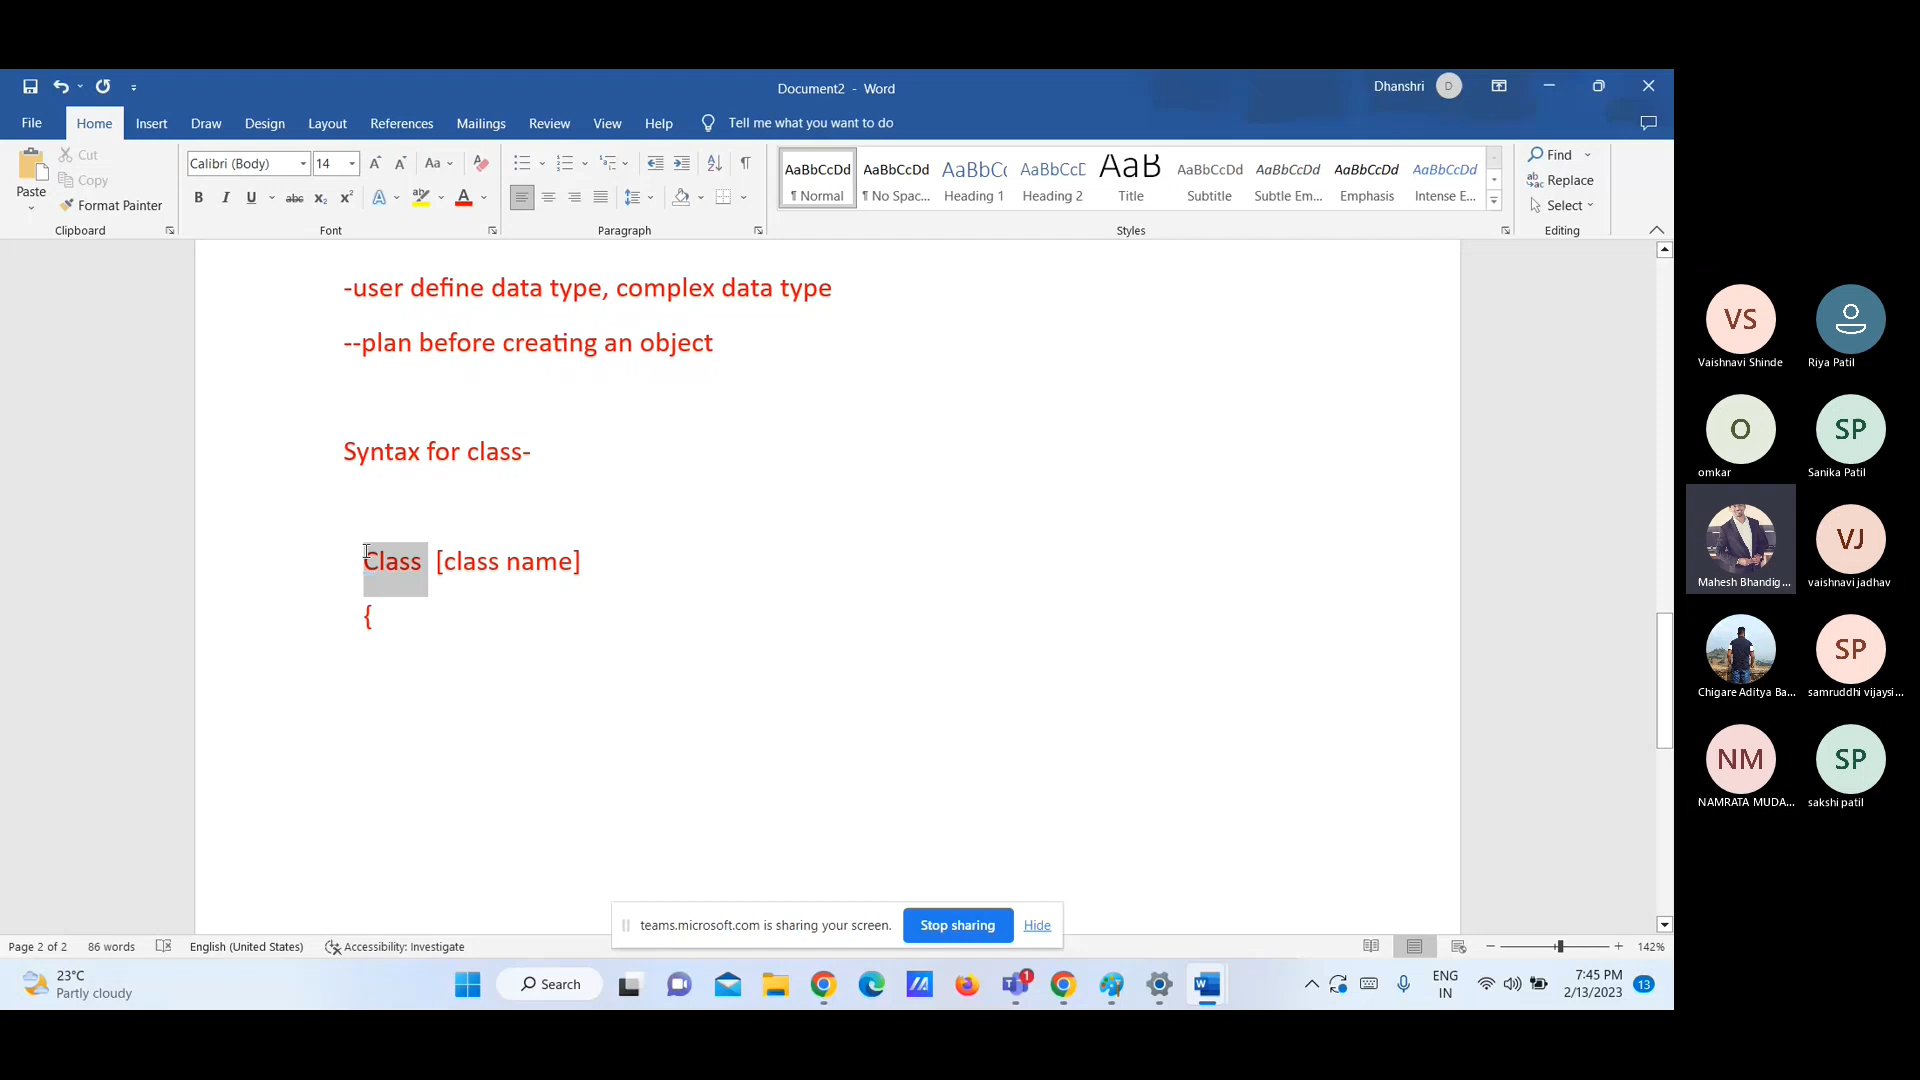 Document2 - Word
Dhanshri
D
File
Home
Insert
Draw
Design
Layout
References
Mailings
Review
View
Help
Tell me what you want to do
Paste
Cut
Copy
Format Painter
Clipboard
Calibri (Body)
14
Font
Paragraph
AaBbCcDd
¶ Normal
AaBbCcDd
¶ No Spac...
AaBbCc
Heading 1
AaBbCcD
Heading 2
AaB
Title
AaBbCcDd
Subtitle
AaBbCcDd
Subtle Em...
AaBbCcDd
Emphasis
AaBbCcDd
Intense E...
Styles
Find
Replace
Select
Editing
-user define data type, complex data type
--plan before creating an object
Syntax for class-
Class [class name]
{
VS
Vaishnavi Shinde
Riya Patil
O
omkar
SP
Sanika Patil
Mahesh Bhandig...
VJ
vaishnavi jadhav
Chigare Aditya Ba...
SP
samruddhi vijaysi...
NM
NAMRATA MUDA...
SP
sakshi patil
teams.microsoft.com is sharing your screen.
Stop sharing
Hide
Page 2 of 2
86 words
English (United States)
Accessibility: Investigate
142%
23°C
Partly cloudy
Search
1
ENG
IN
7:45 PM
2/13/2023
13